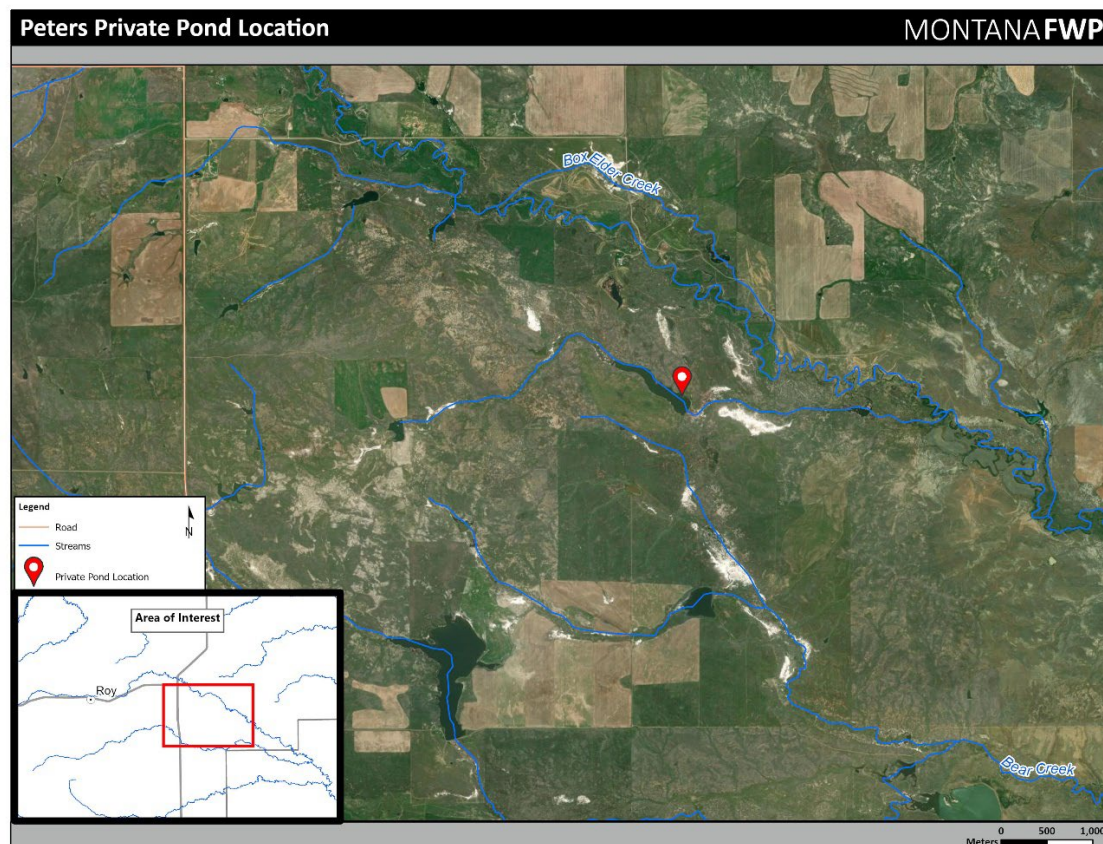 Peters Private Pond Location
MONTANA FWP
Box Elder Creek
Legend
N
Road
Streams
Private Pond Location
Area of Interest
Roy
Bear Creek
0 500 1,000
Meters